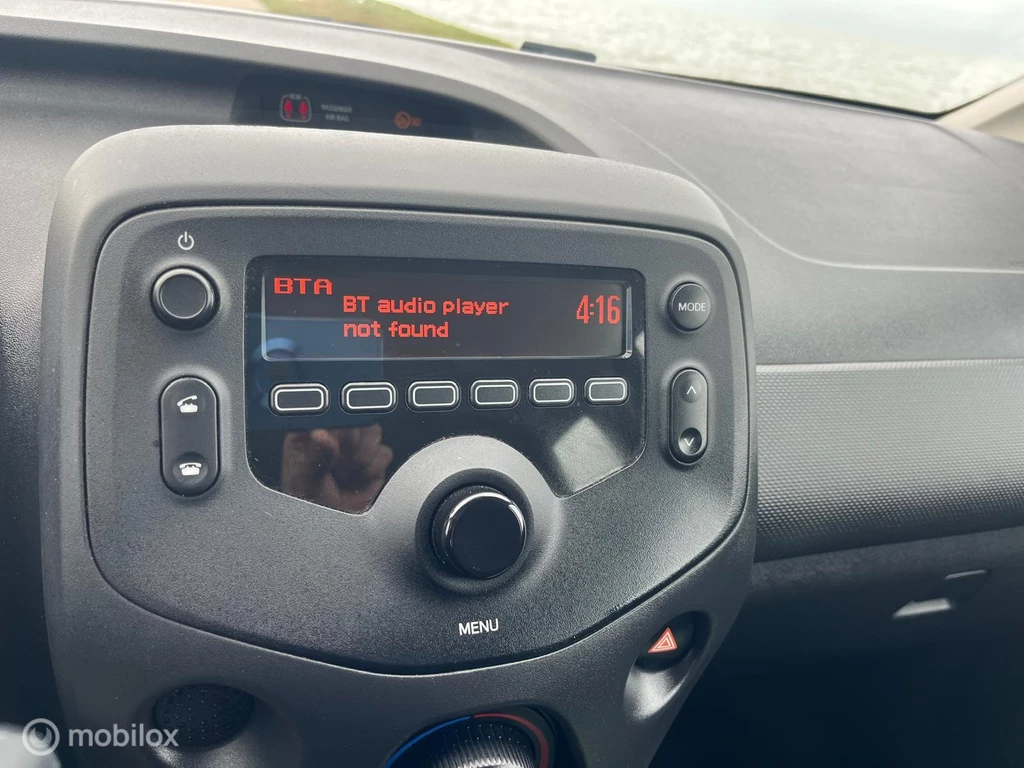 PASSENGER
AIR BAG
BTA
BT audio player
not found
4:16
MODE
MENU
mobilox